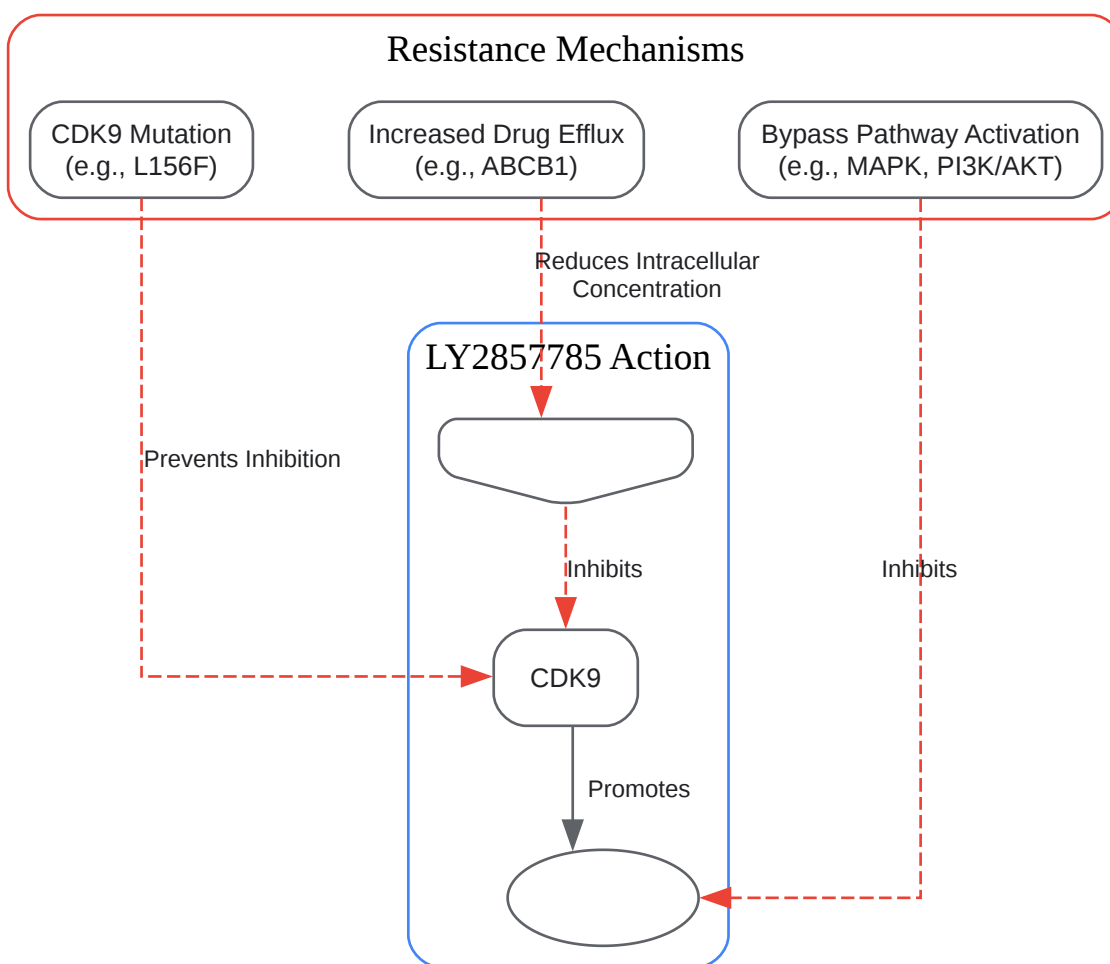 Resistance Mechanisms
CDK9 Mutation
(e.g., L156F)
Increased Drug Efflux
(e.g., ABCB1)
Bypass Pathway Activation
(e.g., MAPK, PI3K/AKT)
Reduces Intracellular
Concentration
LY2857785 Action
Prevents Inhibition
Inhibits
Inhibits
CDK9
Promotes